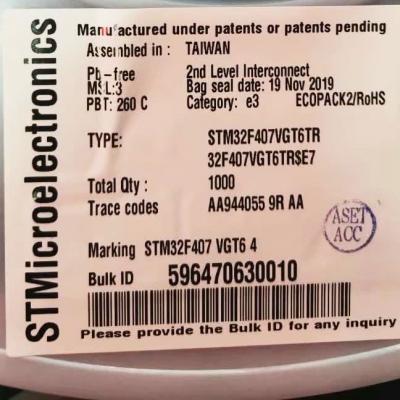 STMicroelectronics
Manufactured under patents or patents pending
Assembled in : TAIWAN
Pb-free 2nd Level Interconnect
MSL:3 Bag seal date: 19 Nov 2019
PBT: 260 C Category: e3 ECOPACK2/RoHS
TYPE: STM32F407VGT6TR
32F407VGT6TR$E7
Total Qty : 1000
Trace codes AA944055 9R AA
ASET
ACC
Marking STM32F407 VGT6 4
Bulk ID 596470630010
Please provide the Bulk ID for any inquiry